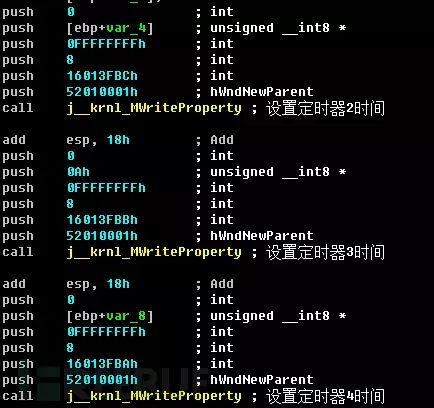 push 0 ; int
push [ebp+var_4] ; unsigned __int8 *
push 0FFFFFFFFh ; int
push 8 ; int
push 16013FBCh ; int
push 52010001h ; hWndNewParent
call j__krnl_MWriteProperty ; 设置定时器2时间
add esp, 18h ; Add
push 0 ; int
push 0Ah ; unsigned __int8 *
push 0FFFFFFFFh ; int
push 8 ; int
push 16013FBBh ; int
push 52010001h ; hWndNewParent
call j__krnl_MWriteProperty ; 设置定时器3时间
add esp, 18h ; Add
push 0 ; int
push [ebp+var_8] ; unsigned __int8 *
push 0FFFFFFFFh ; int
push 8 ; int
push 16013FBAh ; int
push 52010001h ; hWndNewParent
call j__krnl_MWriteProperty ; 设置定时器4时间